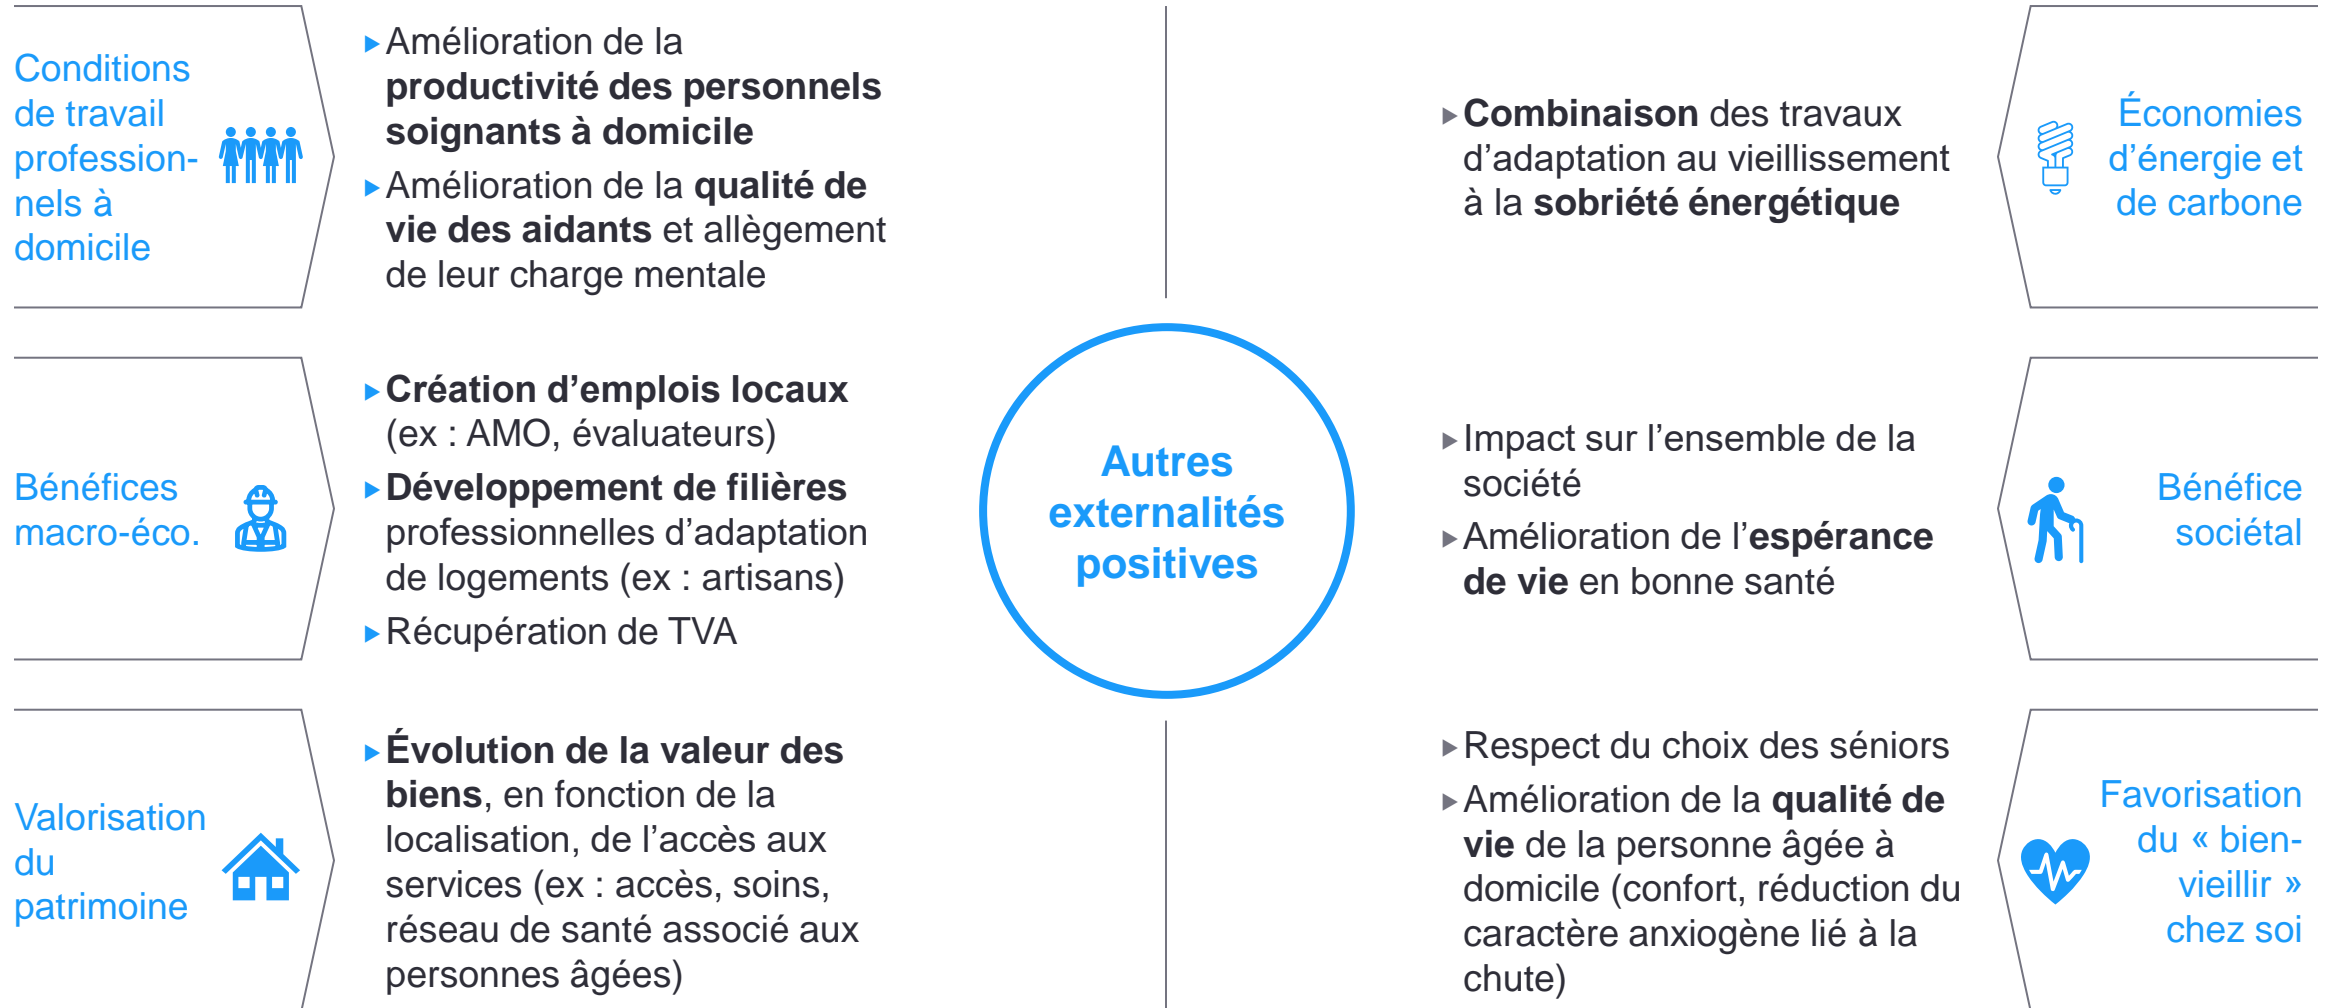 Conditions
de travail
profession-
nels à
domicile
▶Amélioration de la
productivité des personnels
soignants à domicile
▶Amélioration de la qualité de
vie des aidants et allègement
de leur charge mentale
Bénéfices
macro-éco.
▶Création d’emplois locaux
(ex : AMO, évaluateurs)
▶Développement de filières
professionnelles d’adaptation
de logements (ex : artisans)
▶Récupération de TVA
Valorisation
du
patrimoine
▶Évolution de la valeur des
biens, en fonction de la
localisation, de l’accès aux
services (ex : accès, soins,
réseau de santé associé aux
personnes âgées)
Autres
externalités
positives
▶Combinaison des travaux
d’adaptation au vieillissement
à la sobriété énergétique
Économies
d’énergie et
de carbone
▶Impact sur l’ensemble de la
société
▶Amélioration de l’espérance
de vie en bonne santé
Bénéfice
sociétal
▶Respect du choix des séniors
▶Amélioration de la qualité de
vie de la personne âgée à
domicile (confort, réduction du
caractère anxiogène lié à la
chute)
Favorisation
du « bien-
vieillir »
chez soi